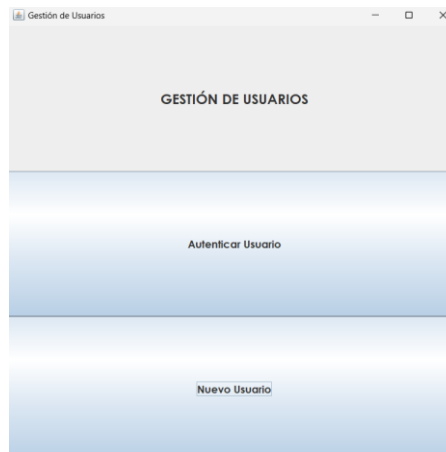 Gestión de Usuarios
GESTIÓN DE USUARIOS
Autenticar Usuario
Nuevo Usuario